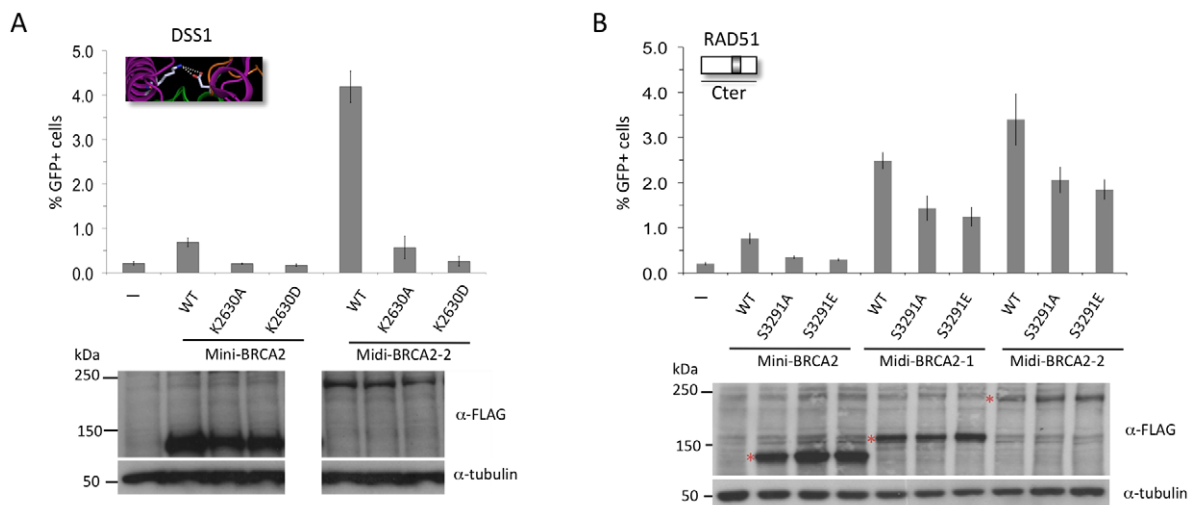 A
DSS1
% GFP+ cells
5.0
4.0
3.0
2.0
1.0
0.0
—
WT
K2630A
K2630D
WT
K2630A
K2630D
Mini-BRCA2
Midi-BRCA2-2
kDa
250
150
50
α-FLAG
α-tubulin
B
RAD51
Cter
% GFP+ cells
5.0
4.0
3.0
2.0
1.0
0.0
—
WT
S3291A
S3291E
WT
S3291A
S3291E
WT
S3291A
S3291E
Mini-BRCA2
Midi-BRCA2-1
Midi-BRCA2-2
kDa
250
150
50
*
*
*
α-FLAG
α-tubulin